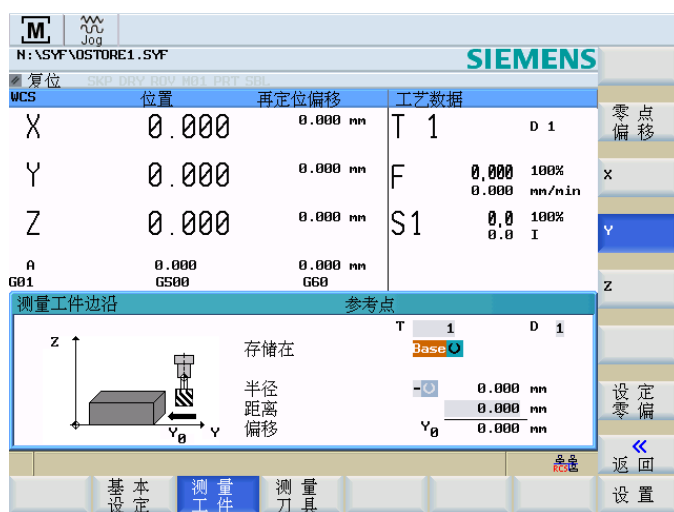 M
Jog
N:\SYF\OSTORE1.SYF
SIEMENS
复位 SKP DRY ROV M01 PRT SBL
WCS 位置 再定位偏移 工艺数据
零点偏移
X 0.000 0.000 mm T 1 D 1
Y 0.000 0.000 mm F 0,000 100%
0.000 mm/min
X
Z 0.000 0.000 mm S1 0.0 100%
0.0 I
Y
A 0.000 0.000 mm
G01 G500 G60
Z
测量工件边沿 参考点
T 1 D 1
Z
存储在 Base
半径 - 0.000 mm
距离 0.000 mm
偏移 Y0 0.000 mm
Y0 Y
设定零偏
RCS
«
返回
基本设定 测量工件 测量刀具
设置